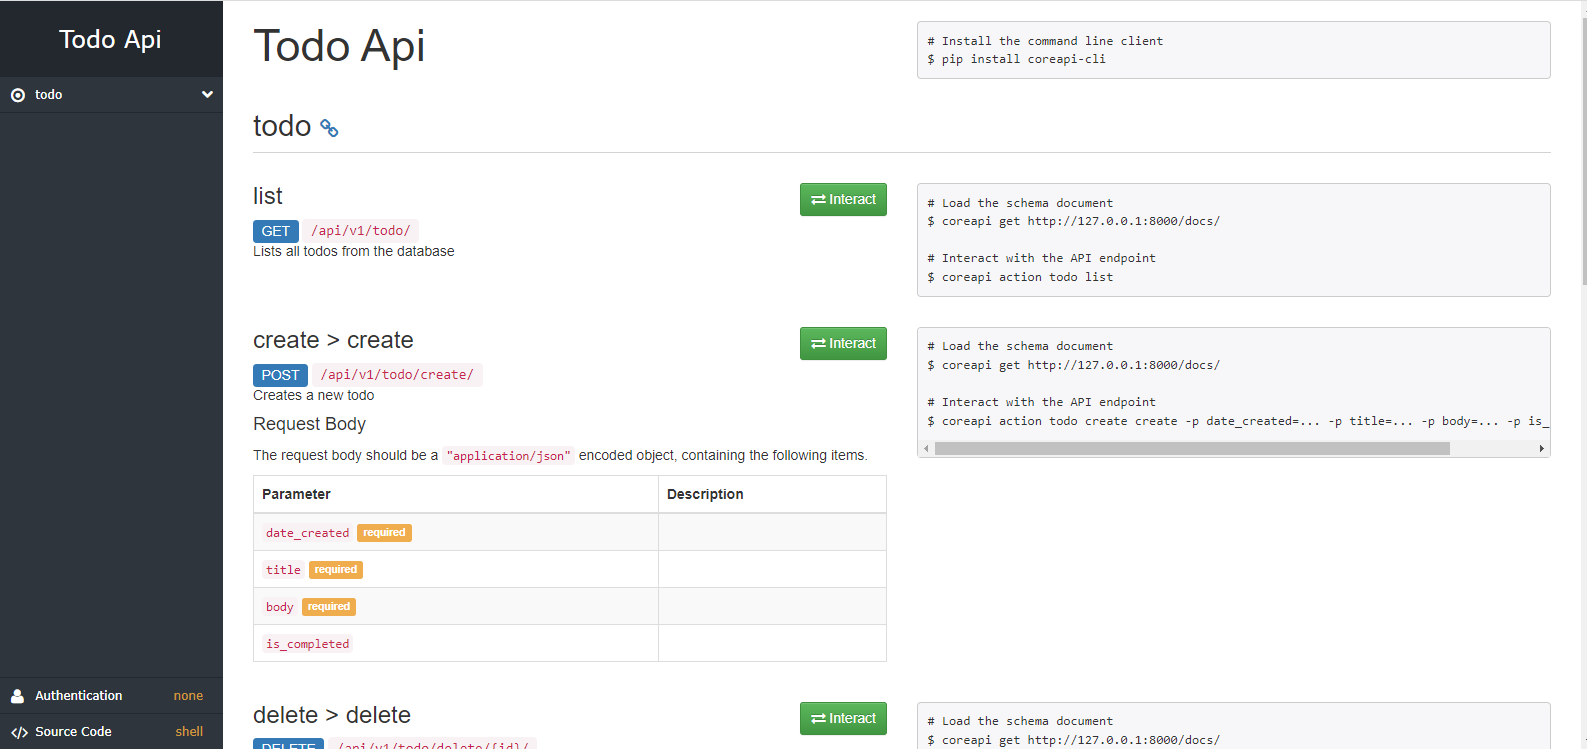 Todo Api
todo
Authentication none
Source Code shell
Todo Api
# Install the command line client
$ pip install coreapi-cli
todo
list
Interact
GET /api/v1/todo/
Lists all todos from the database
# Load the schema document
$ coreapi get http://127.0.0.1:8000/docs/
# Interact with the API endpoint
$ coreapi action todo list
create > create
Interact
POST /api/v1/todo/create/
Creates a new todo
Request Body
The request body should be a "application/json" encoded object, containing the following items.
Parameter Description
date_created required
title required
body required
is_completed
# Load the schema document
$ coreapi get http://127.0.0.1:8000/docs/
# Interact with the API endpoint
$ coreapi action todo create create -p date_created=... -p title=... -p body=... -p is_
delete > delete
Interact
DELETE /api/v1/todo/delete/{id}/
# Load the schema document
$ coreapi get http://127.0.0.1:8000/docs/